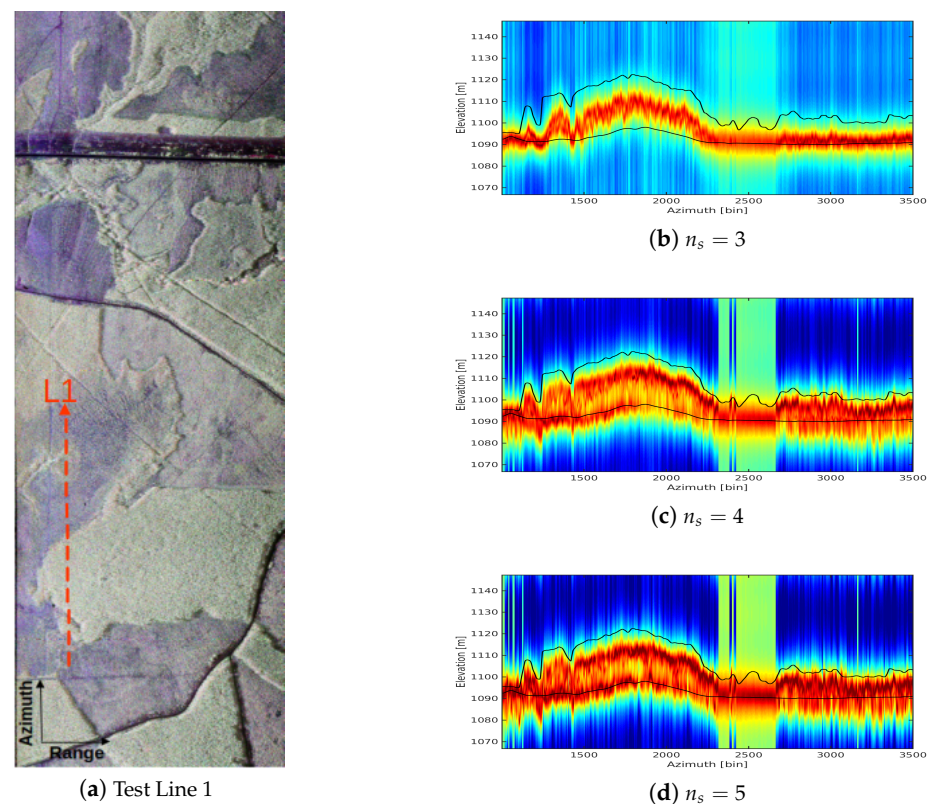 L1
Azimuth
Range
(a) Test Line 1
Elevation [m]
1140
1130
1120
1110
1100
1090
1080
1070
1500 2000 2500 3000 3500
Azimuth [bin]
(b) nₛ = 3
Elevation [m]
1140
1130
1120
1110
1100
1090
1080
1070
1500 2000 2500 3000 3500
Azimuth [bin]
(c) nₛ = 4
Elevation [m]
1140
1130
1120
1110
1100
1090
1080
1070
1500 2000 2500 3000 3500
Azimuth [bin]
(d) nₛ = 5